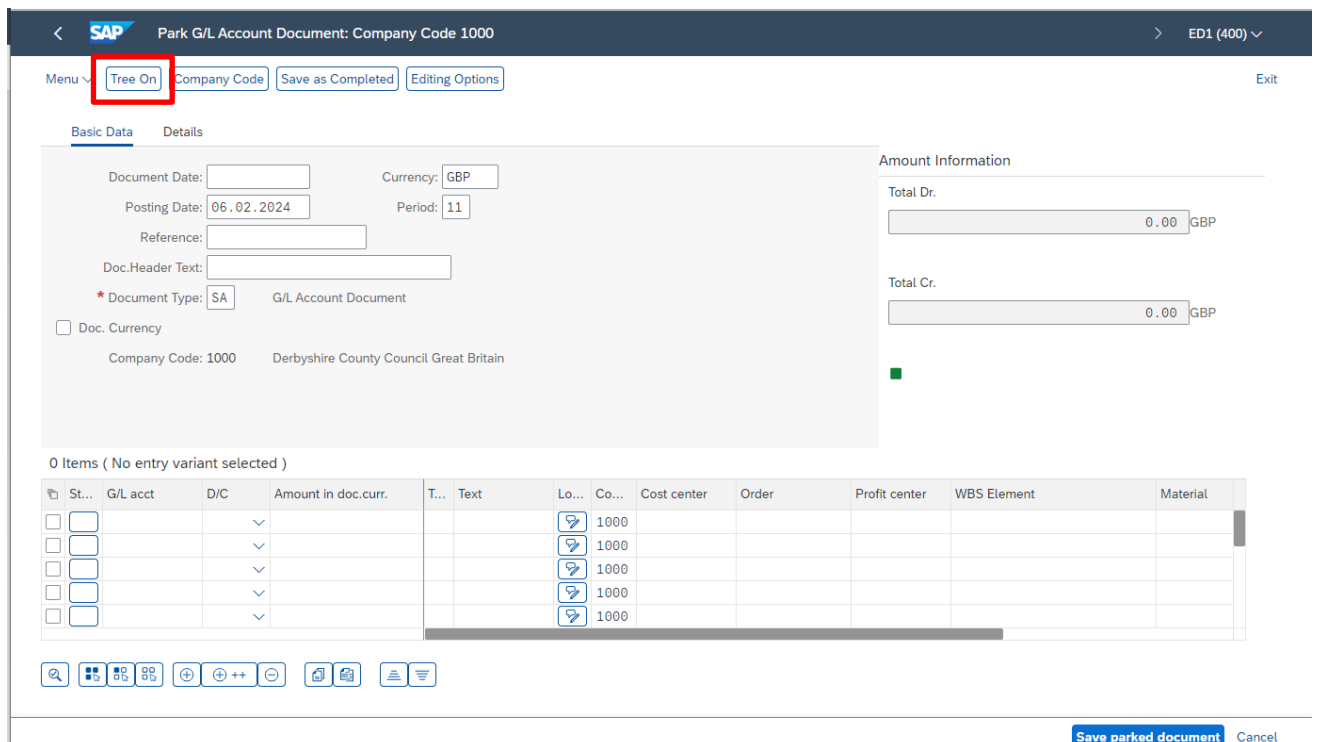 SAP Park G/L Account Document: Company Code 1000 ED1 (400)
Menu Tree On Company Code Save as Completed Editing Options Exit
Basic Data Details
Amount Information
Document Date: Currency: GBP
Total Dr.
Posting Date: 06.02.2024 Period: 11
0.00 GBP
Reference:
Doc.Header Text:
Total Cr.
* Document Type: SA G/L Account Document
0.00 GBP
Doc. Currency
Company Code: 1000 Derbyshire County Council Great Britain
0 Items ( No entry variant selected )
St... G/L acct D/C Amount in doc.curr. T... Text Lo... Co... Cost center Order Profit center WBS Element Material
1000
1000
1000
1000
1000
++
Save parked document Cancel